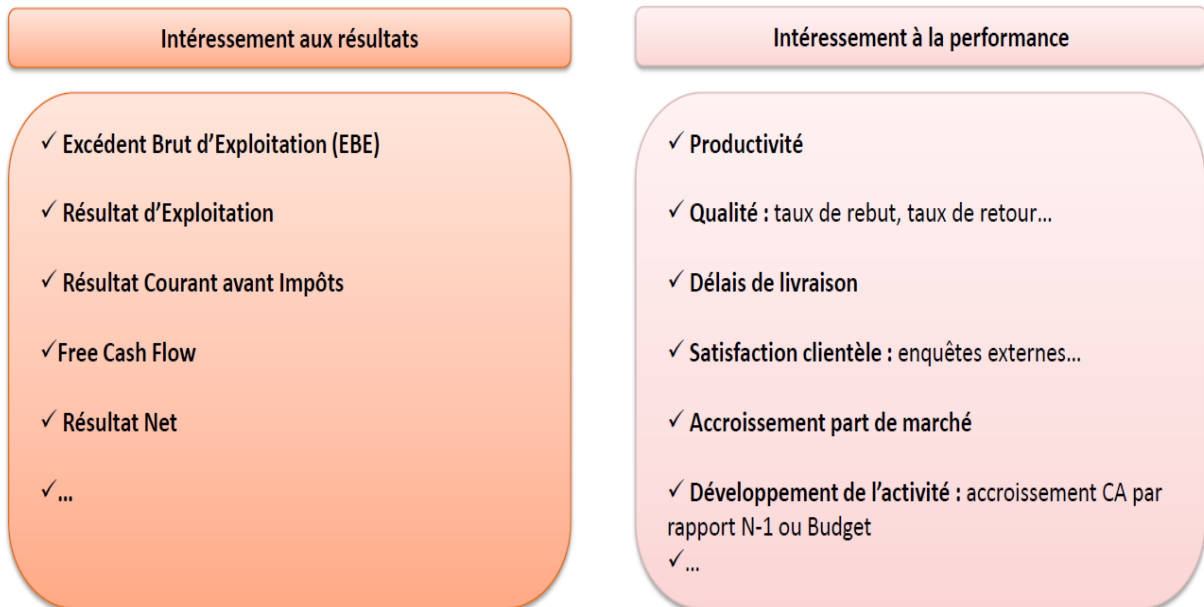 Intéressement aux résultats
✓ Excédent Brut d’Exploitation (EBE)
✓ Résultat d’Exploitation
✓ Résultat Courant avant Impôts
✓Free Cash Flow
✓ Résultat Net
✓...
Intéressement à la performance
✓ Productivité
✓ Qualité : taux de rebut, taux de retour...
✓ Délais de livraison
✓ Satisfaction clientèle : enquêtes externes...
✓ Accroissement part de marché
✓ Développement de l’activité : accroissement CA par
rapport N-1 ou Budget
✓...